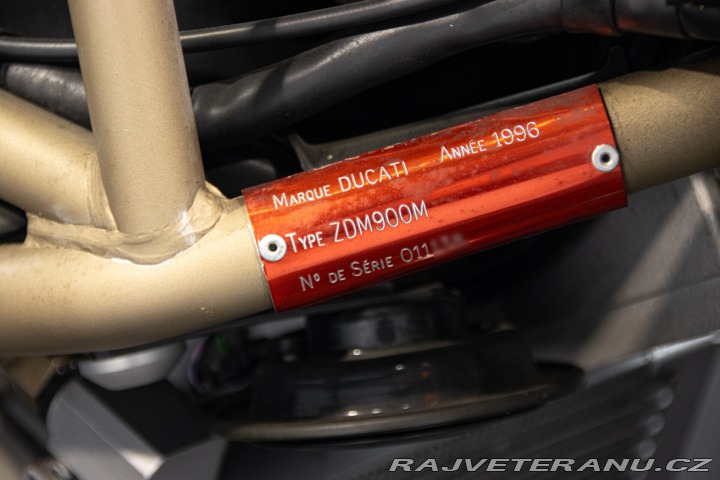 Marque DUCATI Année 1996
Type ZDM900M
N° de Série 011
RAJVETERANU.CZ